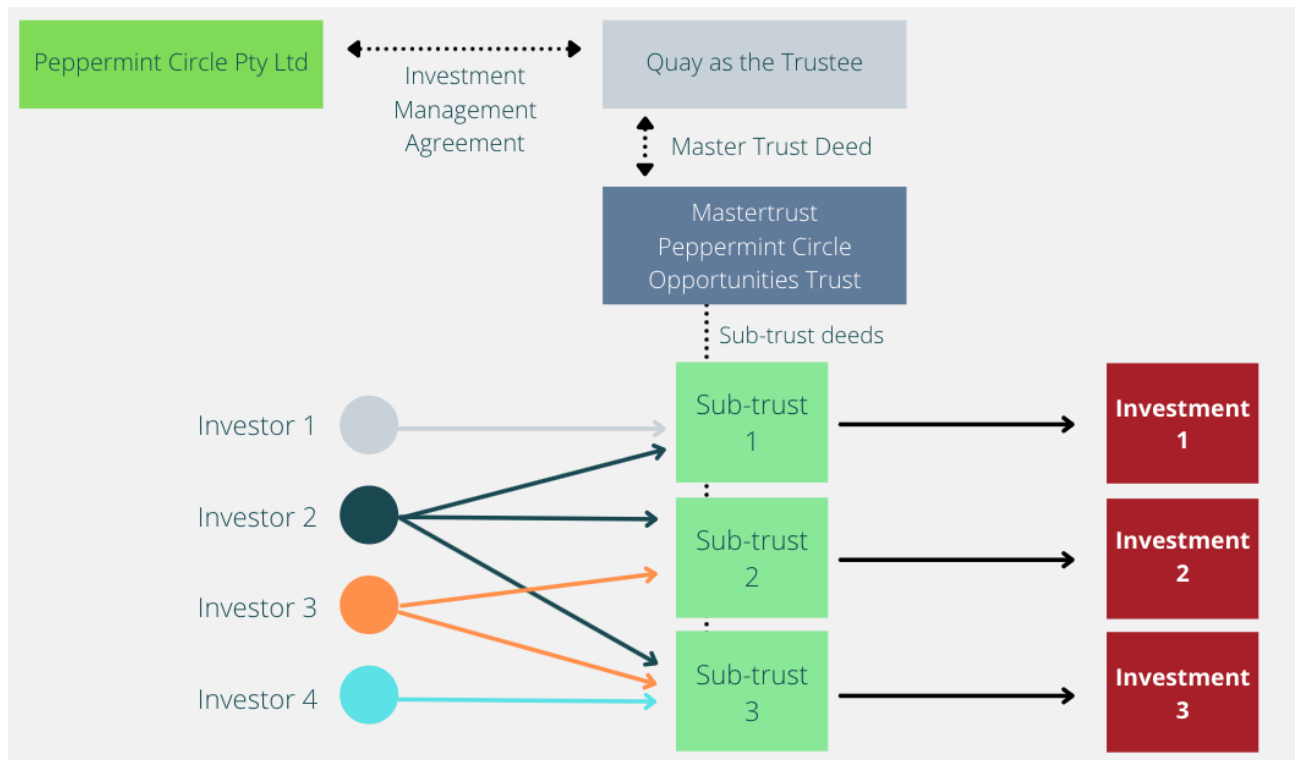 Peppermint Circle Pty Ltd
Investment
Management
Agreement
Quay as the Trustee
Master Trust Deed
Mastertrust
Peppermint Circle
Opportunities Trust
Sub-trust deeds
Investor 1
Sub-trust
1
Investment
1
Investor 2
Sub-trust
2
Investment
2
Investor 3
Investor 4
Sub-trust
3
Investment
3